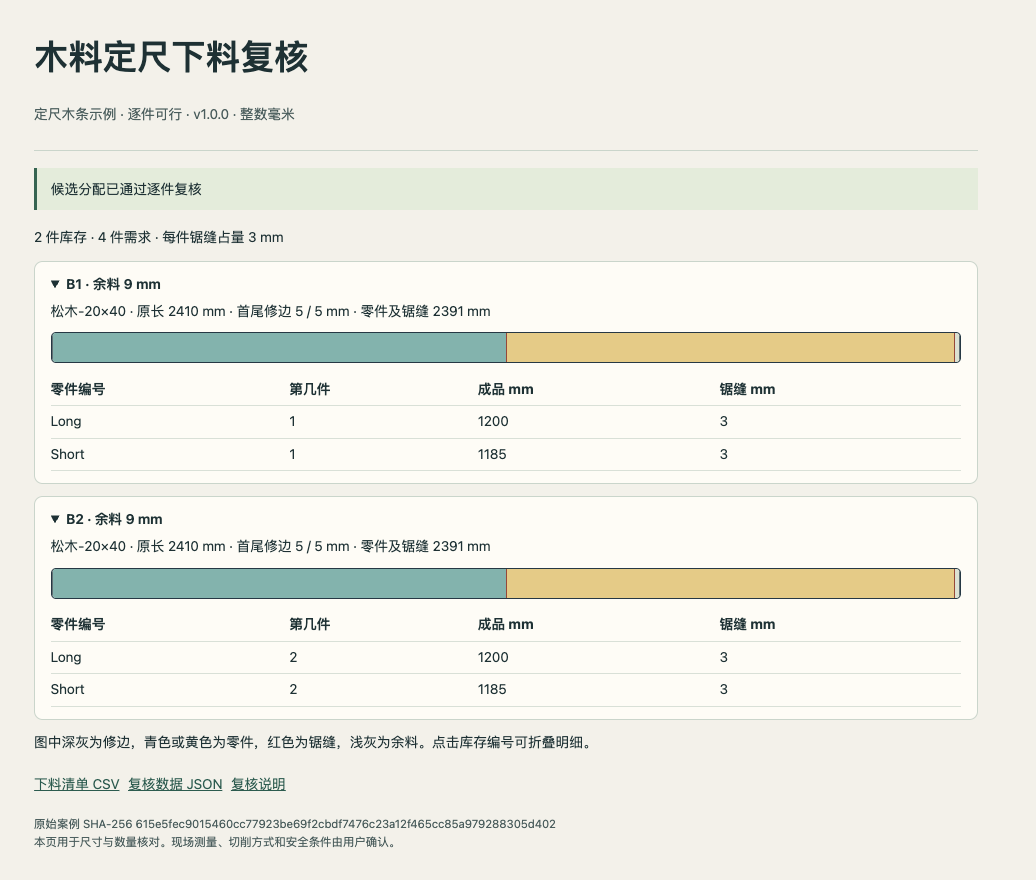 木料定尺下料复核
定尺木条示例 · 逐件可行 · v1.0.0 · 整数毫米
候选分配已通过逐件复核
2 件库存 · 4 件需求 · 每件锯缝占量 3 mm
▼ B1 · 余料 9 mm
松木-20×40 · 原长 2410 mm · 首尾修边 5 / 5 mm · 零件及锯缝 2391 mm
零件编号 第几件 成品 mm 锯缝 mm
Long 1 1200 3
Short 1 1185 3
▼ B2 · 余料 9 mm
松木-20×40 · 原长 2410 mm · 首尾修边 5 / 5 mm · 零件及锯缝 2391 mm
零件编号 第几件 成品 mm 锯缝 mm
Long 2 1200 3
Short 2 1185 3
图中深灰为修边，青色或黄色为零件，红色为锯缝，浅灰为余料。点击库存编号可折叠明细。
下料清单 CSV 复核数据 JSON 复核说明
原始案例 SHA-256 615e5fec9015460cc77923be69f2cbdf7476c23a12f465cc85a979288305d402
本页用于尺寸与数量核对。现场测量、切削方式和安全条件由用户确认。